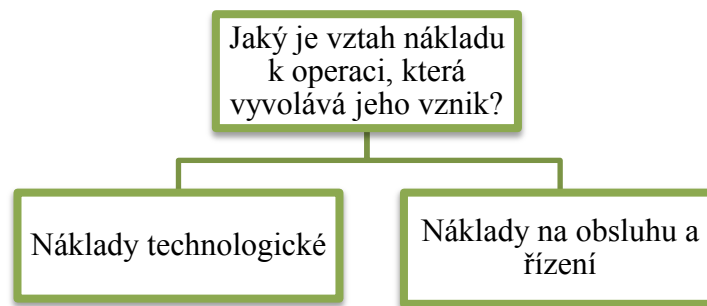 Jaký je vztah nákladu
k operaci, která
vyvolává jeho vznik?
Náklady technologické
Náklady na obsluhu a
řízení